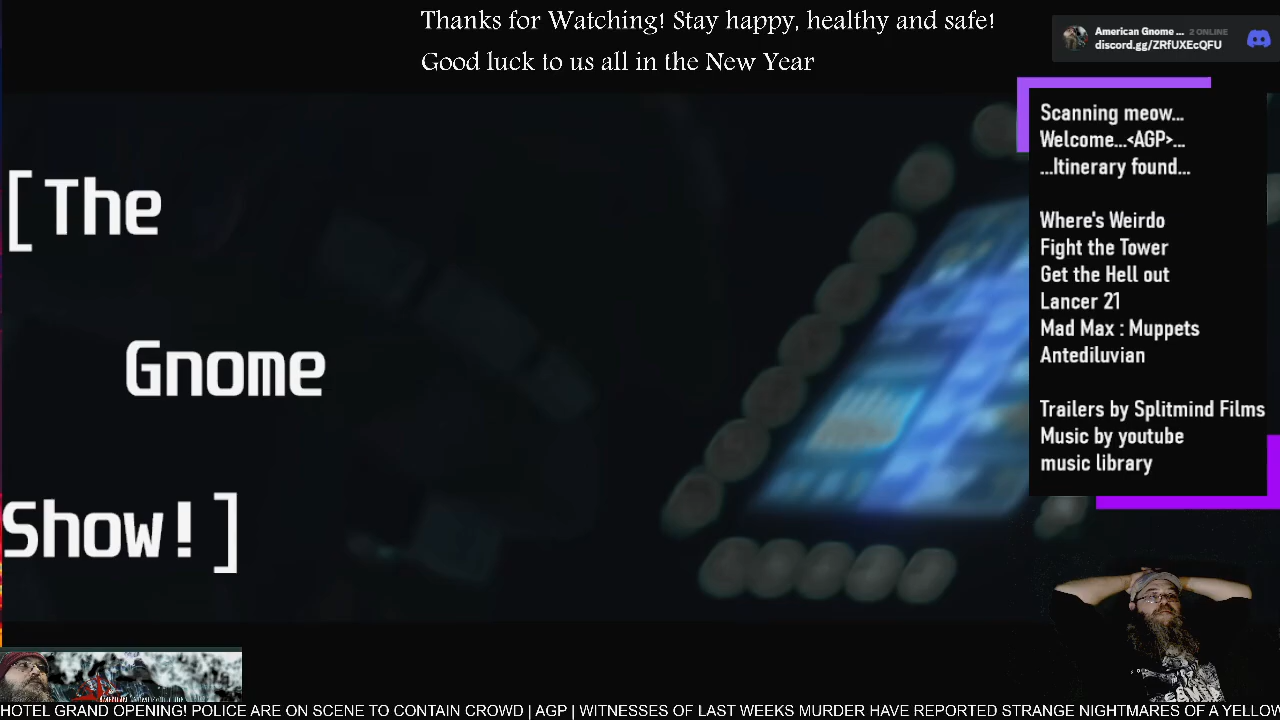 Thanks for Watching! Stay happy, healthy and safe!
Good luck to us all in the New Year
American Gnome ... 2 ONLINE
discord.gg/ZRfUXEcQFU
[The
Gnome
Show!]
Scanning meow...
Welcome...<AGP>...
...Itinerary found...
Where's Weirdo
Fight the Tower
Get the Hell out
Lancer 21
Mad Max : Muppets
Antediluvian
Trailers by Splitmind Films
Music by youtube
music library
HOTEL GRAND OPENING! POLICE ARE ON SCENE TO CONTAIN CROWD | AGP | WITNESSES OF LAST WEEKS MURDER HAVE REPORTED STRANGE NIGHTMARES OF A YELLOW